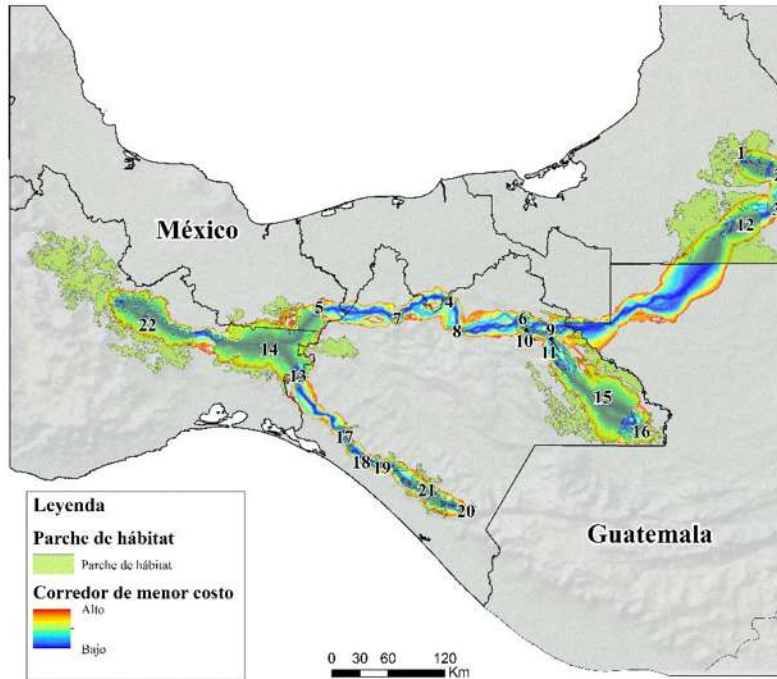 1
12
México
5
4
7
6
8
9
10
22
14
11
13
15
16
17
18
19
21
20
Guatemala
Leyenda
Parche de hábitat
Parche de hábitat
Corredor de menor costo
Alto
Bajo
0 30 60 120
Km